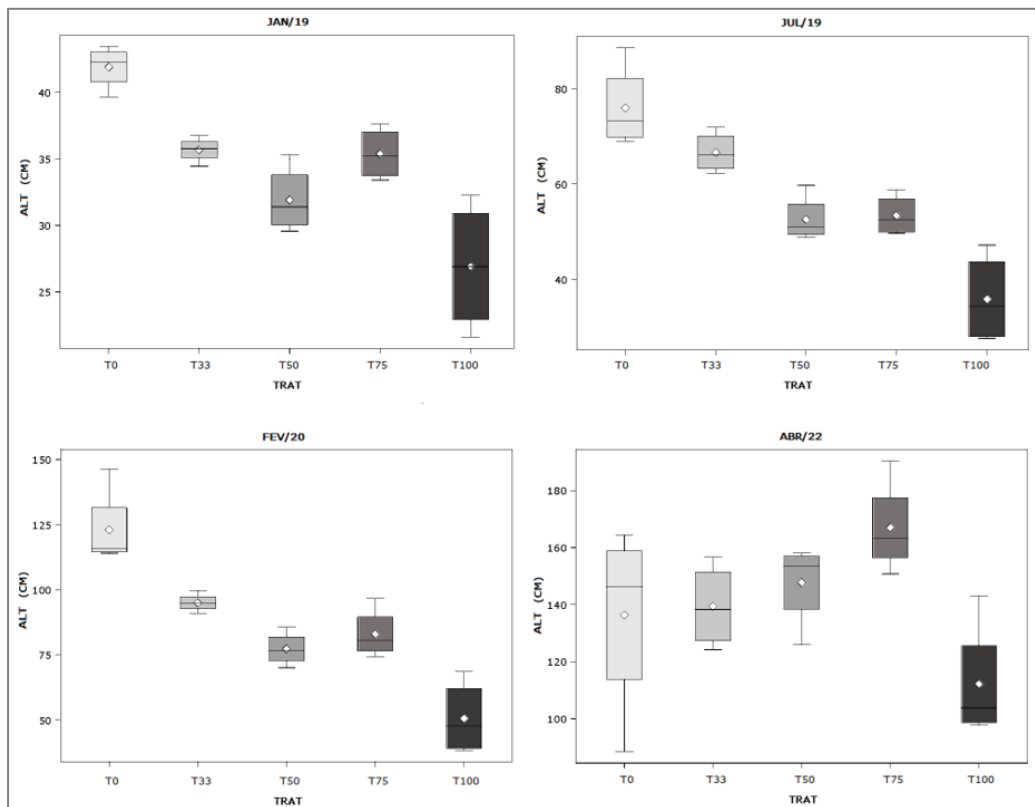 JAN/19
ALT (CM)
40
35
30
25
T0 T33 T50 T75 T100
TRAT
JUL/19
ALT (CM)
80
60
40
T0 T33 T50 T75 T100
TRAT
FEV/20
ALT (CM)
150
125
100
75
50
T0 T33 T50 T75 T100
TRAT
ABR/22
ALT (CM)
180
160
140
120
100
T0 T33 T50 T75 T100
TRAT